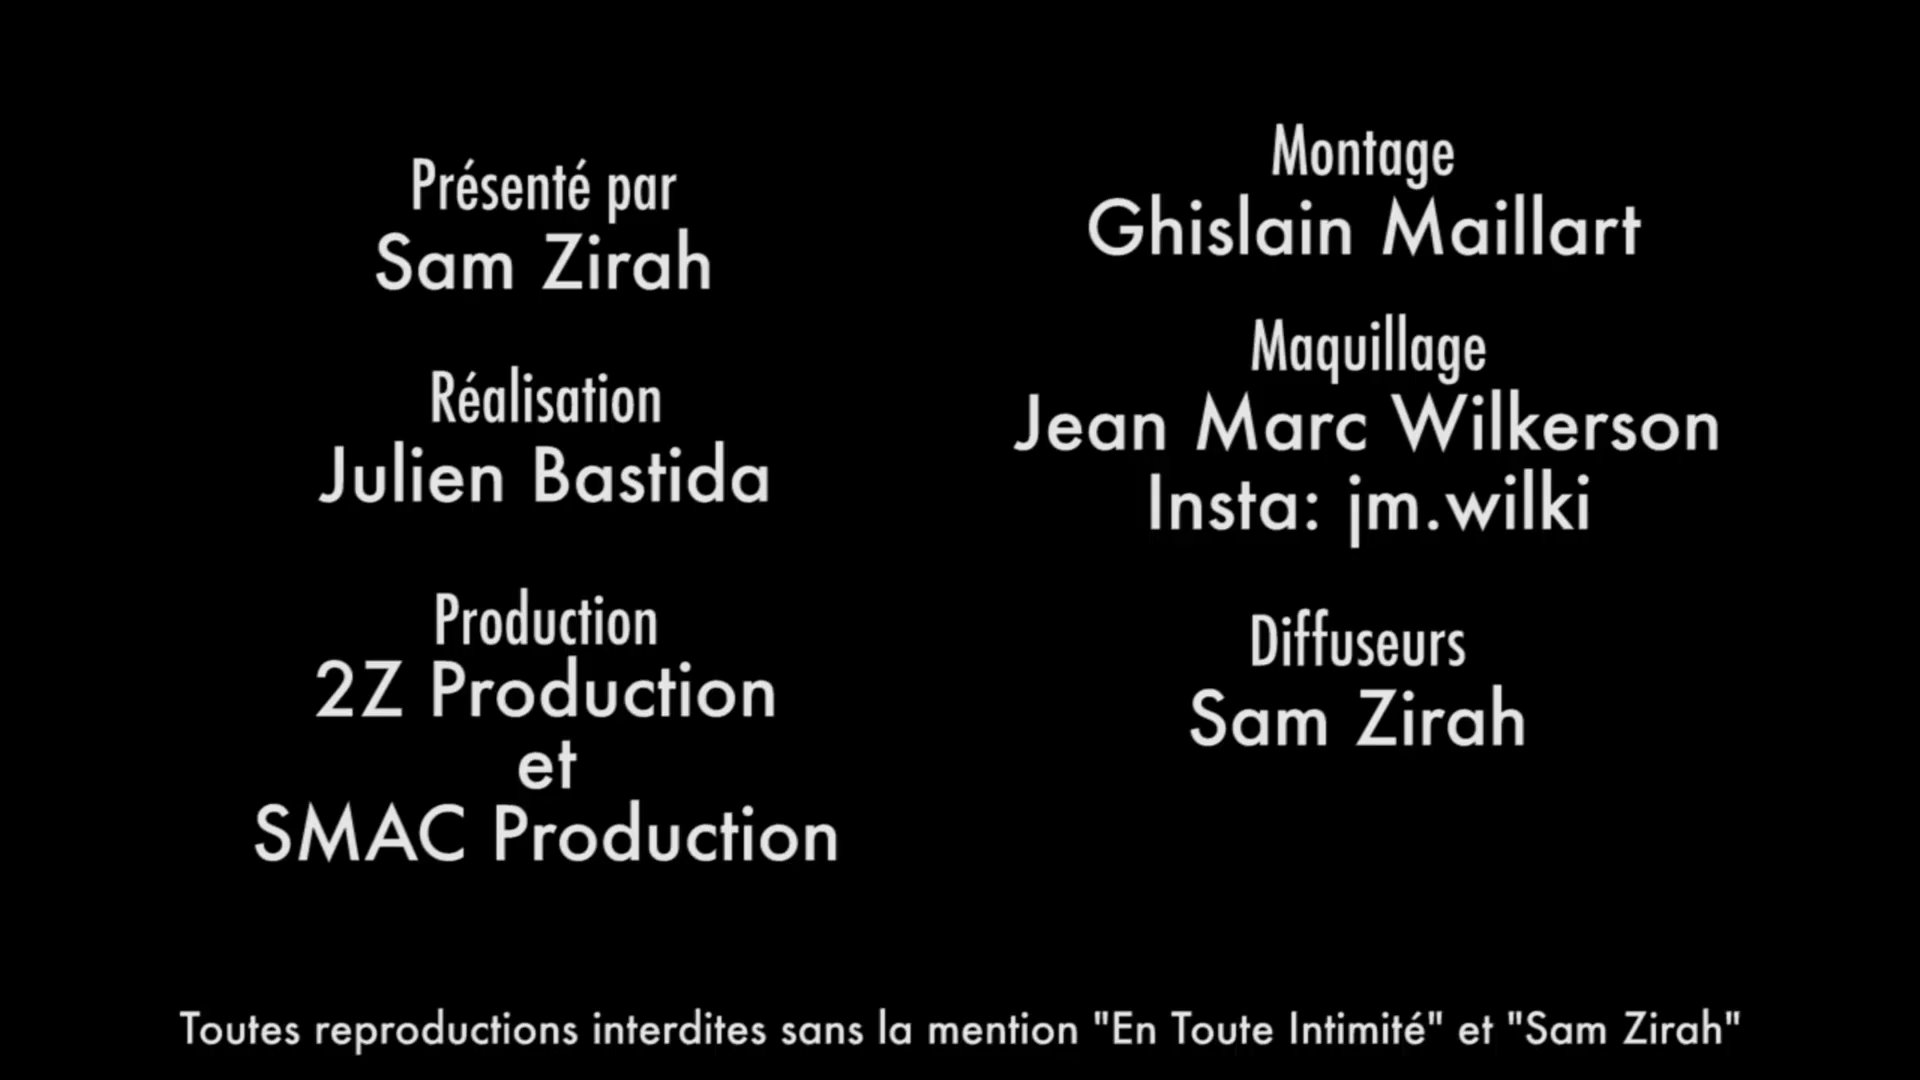 Présenté par
Sam Zirah
Réalisation
Julien Bastida
Production
2Z Production
et
SMAC Production
Montage
Ghislain Maillart
Maquillage
Jean Marc Wilkerson
Insta: jm.wilki
Diffuseurs
Sam Zirah
Toutes reproductions interdites sans la mention "En Toute Intimité" et "Sam Zirah"